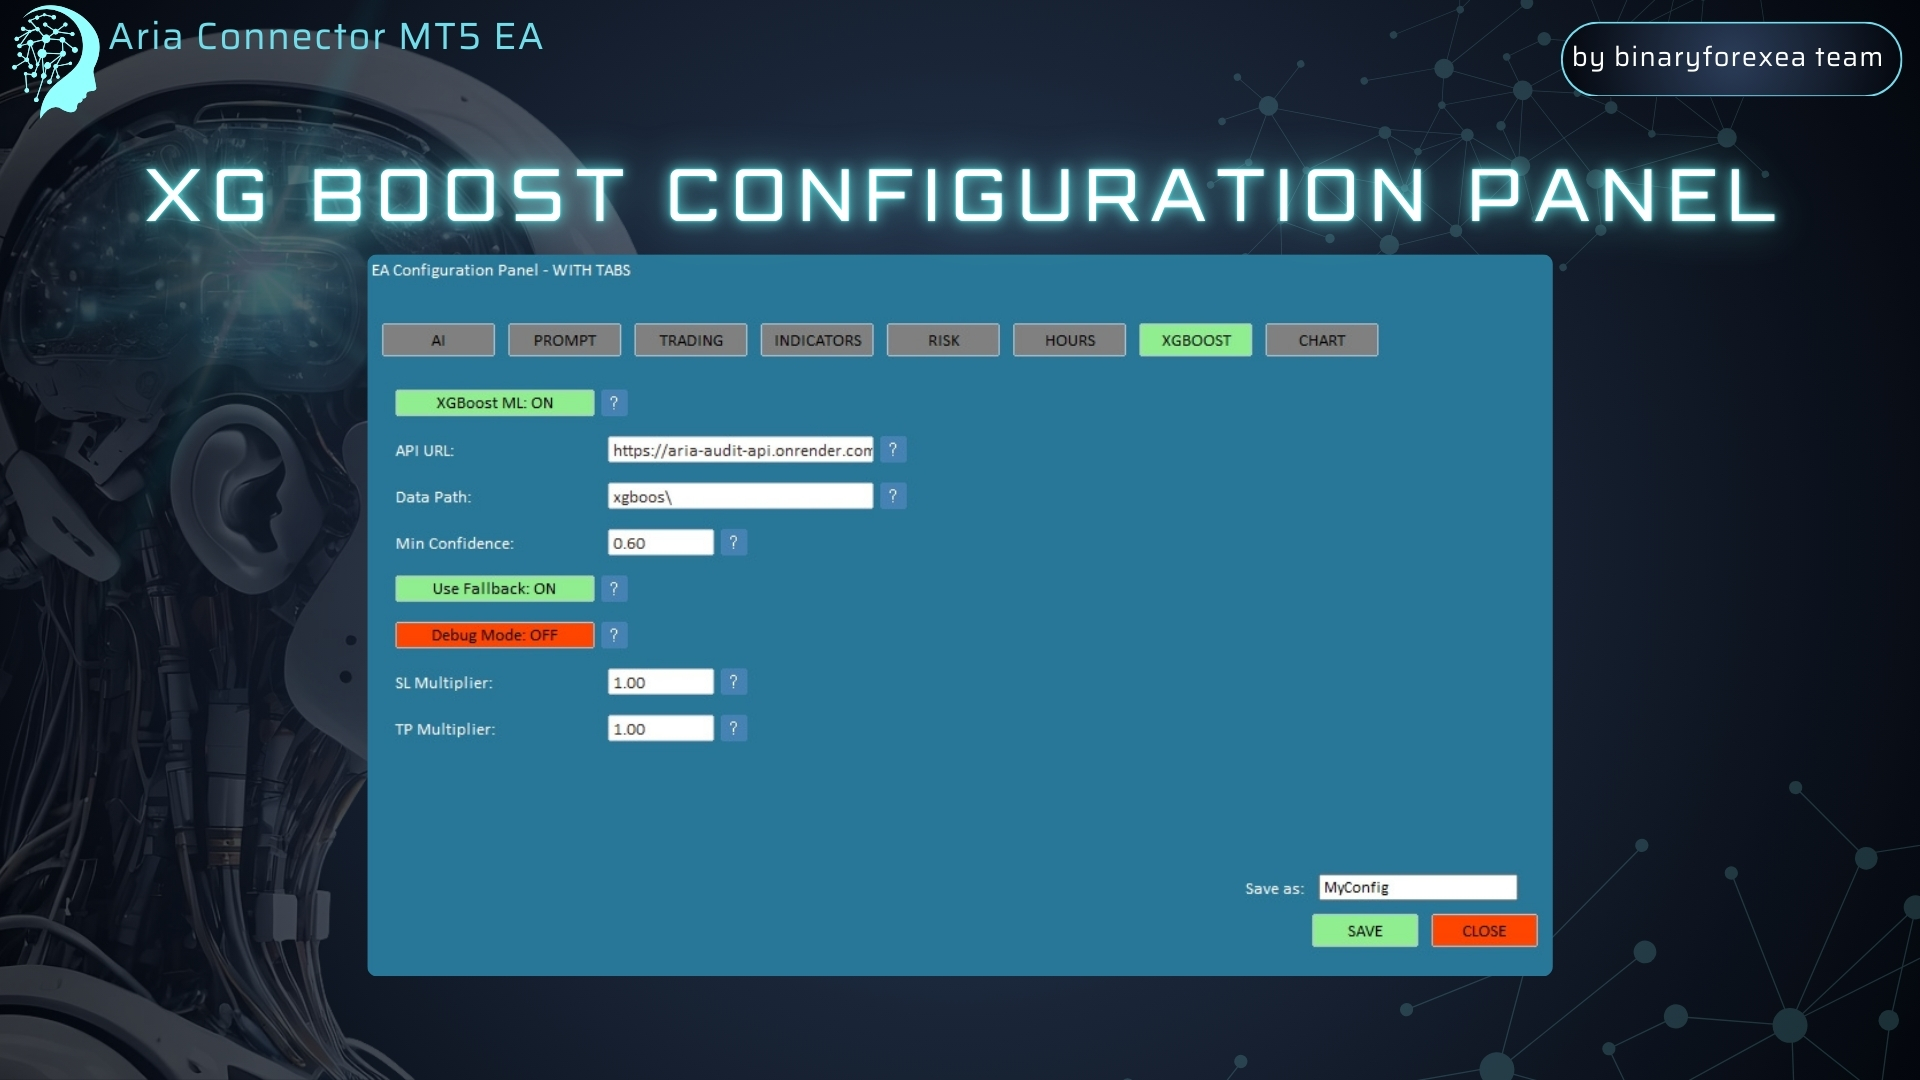 Aria Connector MT5 EA
by binaryforexea team
XG BOOST CONFIGURATION PANEL
EA Configuration Panel - WITH TABS
AI PROMPT TRADING INDICATORS RISK HOURS XGBOOST CHART
XGBoost ML: ON ?
API URL: https://aria-audit-api.onrender.com ?
Data Path: xgboos\ ?
Min Confidence: 0.60 ?
Use Fallback: ON ?
Debug Mode: OFF ?
SL Multiplier: 1.00 ?
TP Multiplier: 1.00 ?
Save as: MyConfig
SAVE CLOSE